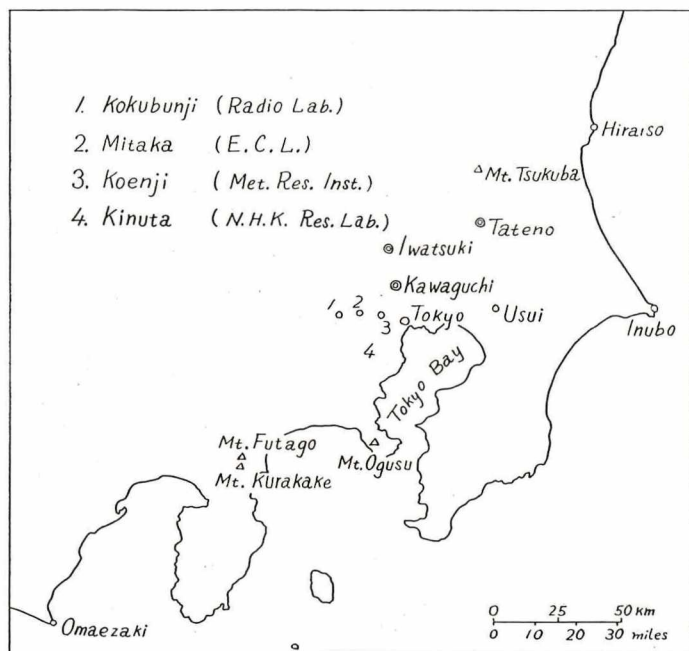 1. Kokubunji (Radio Lab.)
2. Mitaka (E.C.L.)
3. Koenji (Met. Res. Inst.)
4. Kinuta (N.H.K. Res. Lab.)
Hiraiso
Mt. Tsukuba
Tateno
Iwatsuki
Kawaguchi
1 2 3 Tokyo
Usui
Inubo
4
Tokyo Bay
Mt. Futago
Mt. Kurakake
Mt. Ogusu
Omaezaki
0 25 50 km
0 10 20 30 miles